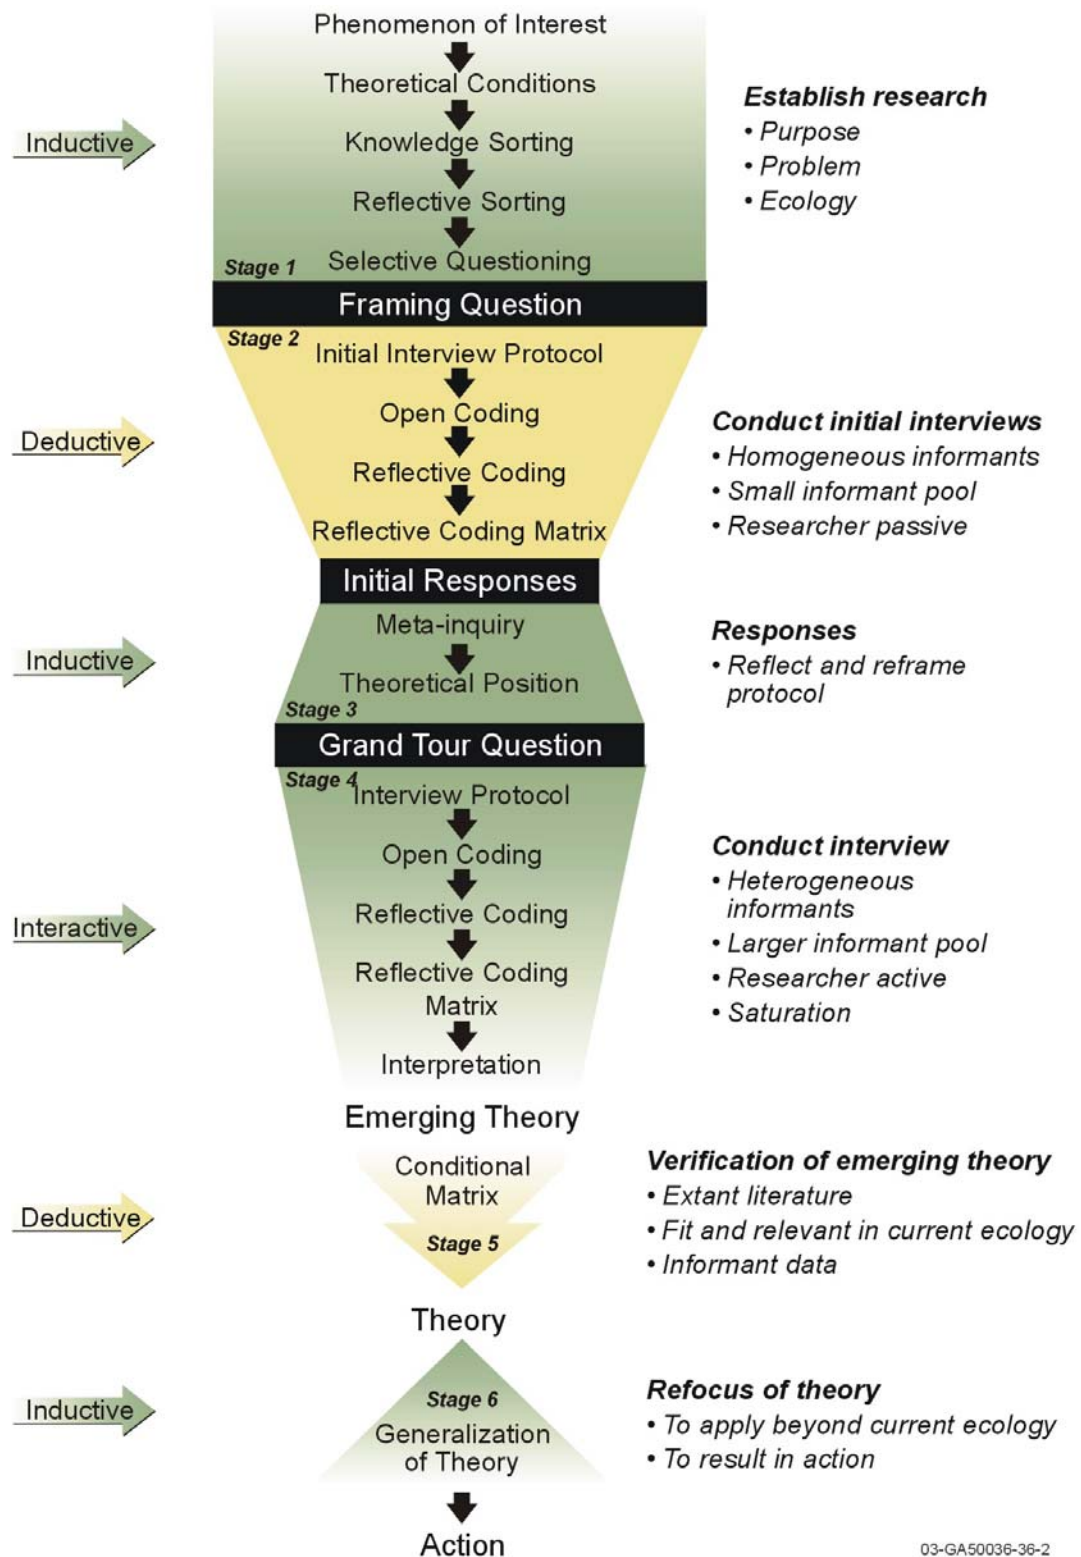 Phenomenon of Interest
Theoretical Conditions
Knowledge Sorting
Reflective Sorting
Selective Questioning
Stage 1
Inductive
Establish research
• Purpose
• Problem
• Ecology
Framing Question
Stage 2
Initial Interview Protocol
Open Coding
Reflective Coding
Reflective Coding Matrix
Deductive
Conduct initial interviews
• Homogeneous informants
• Small informant pool
• Researcher passive
Initial Responses
Meta-inquiry
Theoretical Position
Stage 3
Inductive
Responses
• Reflect and reframe
protocol
Grand Tour Question
Stage 4
Interview Protocol
Open Coding
Reflective Coding
Reflective Coding
Matrix
Interpretation
Interactive
Conduct interview
• Heterogeneous
informants
• Larger informant pool
• Researcher active
• Saturation
Emerging Theory
Conditional
Matrix
Stage 5
Deductive
Verification of emerging theory
• Extant literature
• Fit and relevant in current ecology
• Informant data
Theory
Stage 6
Generalization
of Theory
Inductive
Refocus of theory
• To apply beyond current ecology
• To result in action
Action
03-GA50036-36-2